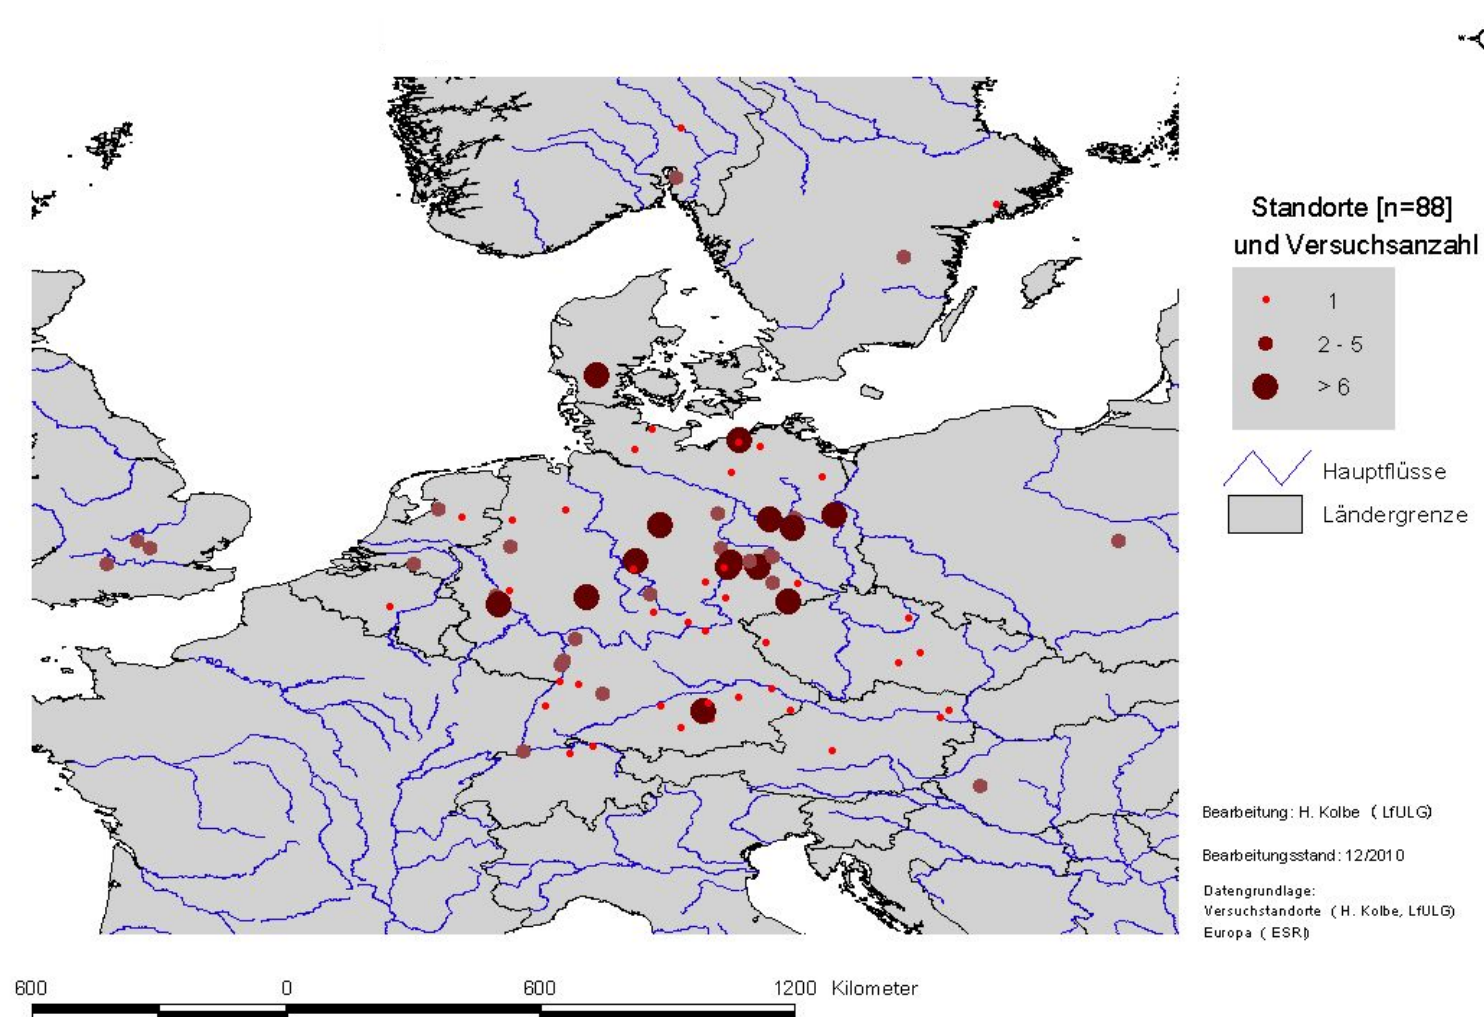 W
Standorte [n=88]
und Versuchsanzahl
1
2 - 5
> 6
Hauptflüsse
Ländergrenze
Bearbeitung: H. Kolbe ( LfULG)
Bearbeitungsstand: 12/2010
Datengrundlage:
Versuchstandorte ( H. Kolbe, LfULG)
Europa ( ESRI)
600 0 600 1200 Kilometer